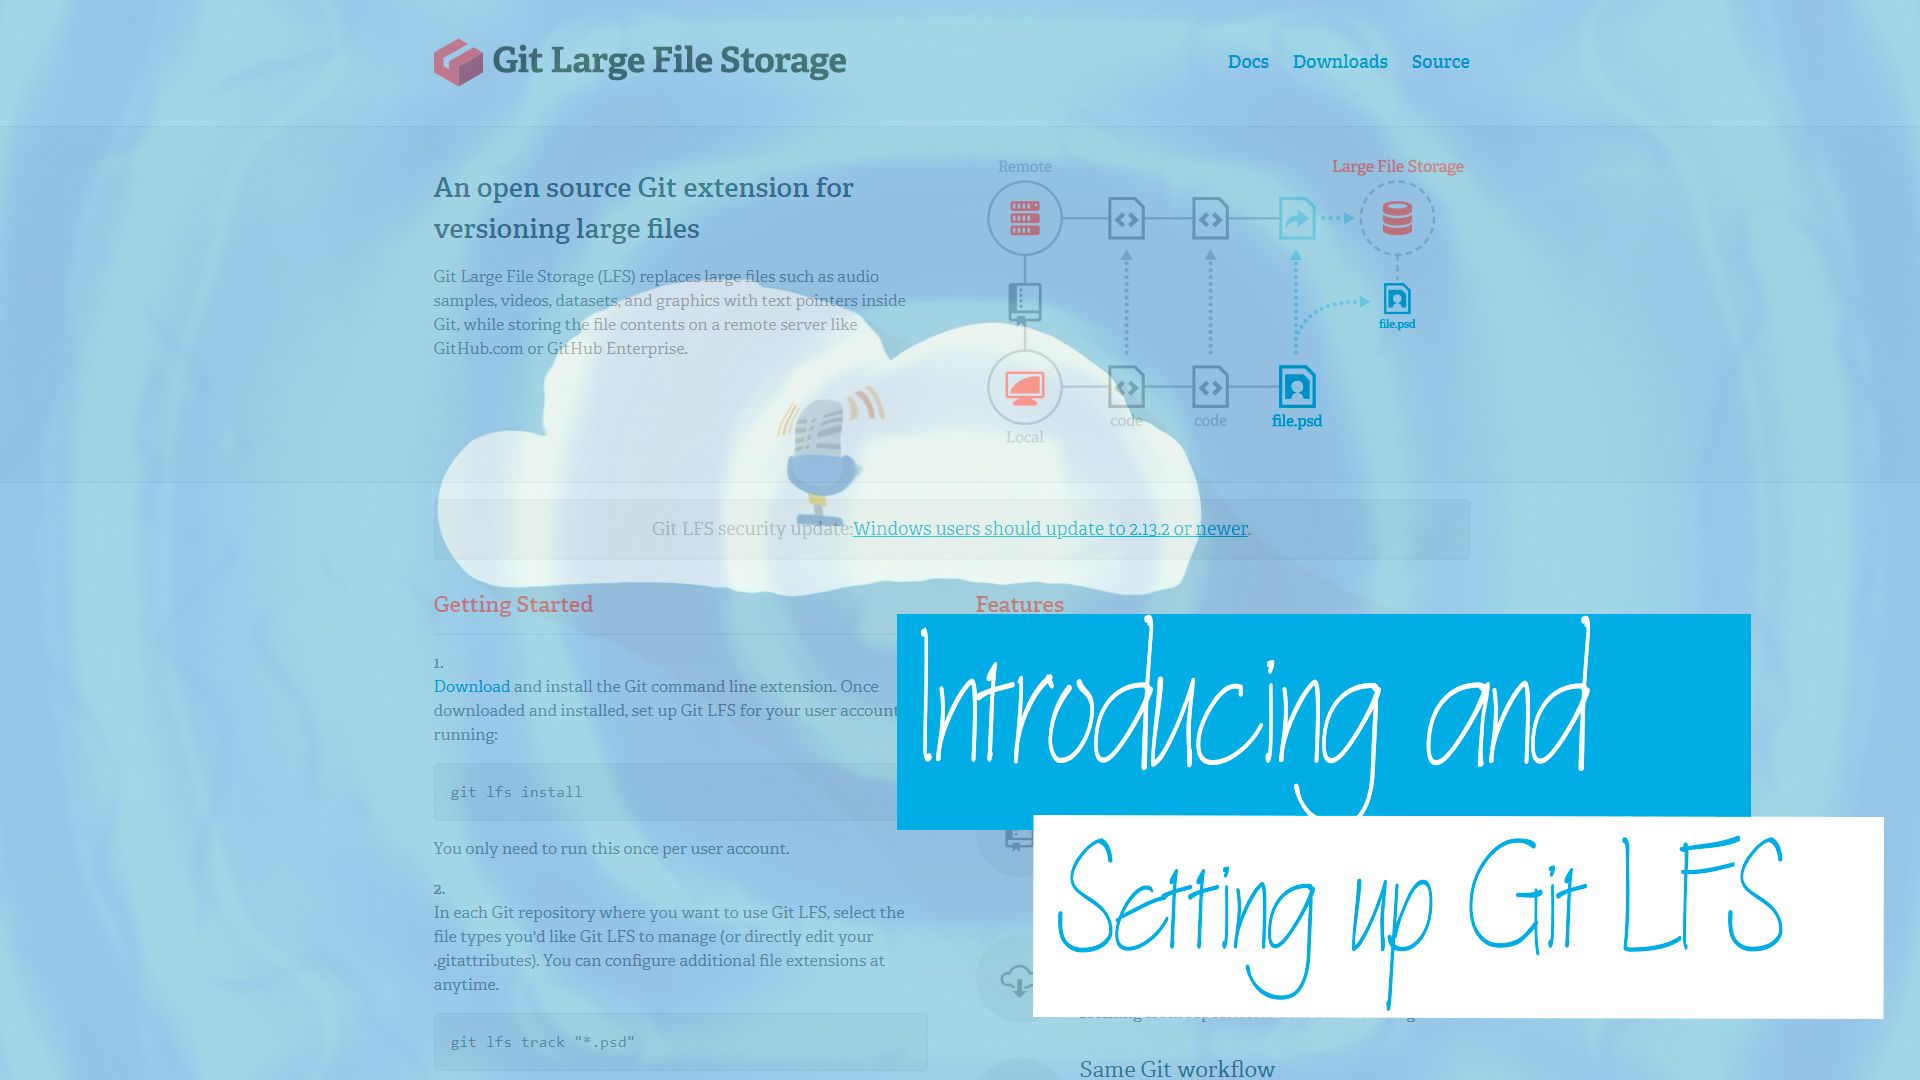 Git Large File Storage
Docs Downloads Source
An open source Git extension for
versioning large files
Git Large File Storage (LFS) replaces large files such as audio
samples, videos, datasets, and graphics with text pointers inside
Git, while storing the file contents on a remote server like
GitHub.com or GitHub Enterprise.
Remote
Large File Storage
file.psd
Local
code
code
file.psd
Git LFS security update:Windows users should update to 2.13.2 or newer.
Getting Started
1.
Download and install the Git command line extension. Once
downloaded and installed, set up Git LFS for your user account
running:
git lfs install
You only need to run this once per user account.
2.
In each Git repository where you want to use Git LFS, select the
file types you'd like Git LFS to manage (or directly edit your
.gitattributes). You can configure additional file extensions at
anytime.
git lfs track "*.psd"
Features
Introducing and
Setting up Git LFS
Same Git workflow